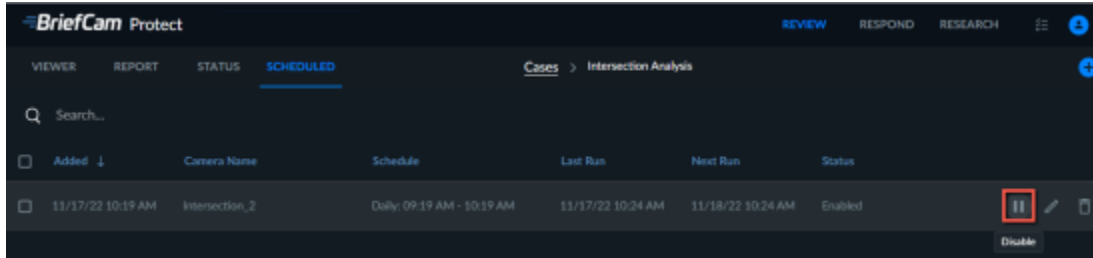 BriefCam Protect REVIEW RESPOND RESEARCH
VIEWER REPORT STATUS SCHEDULED Cases > Intersection Analysis
Search...
Added ↓ Camera Name Schedule Last Run Next Run Status
11/17/22 10:19 AM Intersection_2 Daily: 09:19 AM - 10:19 AM 11/17/22 10:24 AM 11/18/22 10:24 AM Enabled
Disable